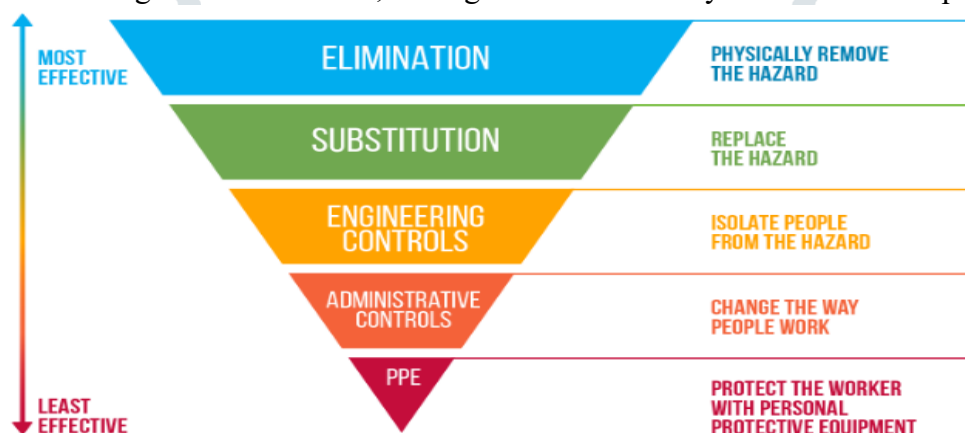 MOST
EFFECTIVE
ELIMINATION
PHYSICALLY REMOVE
THE HAZARD
SUBSTITUTION
REPLACE
THE HAZARD
ENGINEERING
CONTROLS
ISOLATE PEOPLE
FROM THE HAZARD
ADMINISTRATIVE
CONTROLS
CHANGE THE WAY
PEOPLE WORK
PPE
LEAST
EFFECTIVE
PROTECT THE WORKER
WITH PERSONAL
PROTECTIVE EQUIPMENT